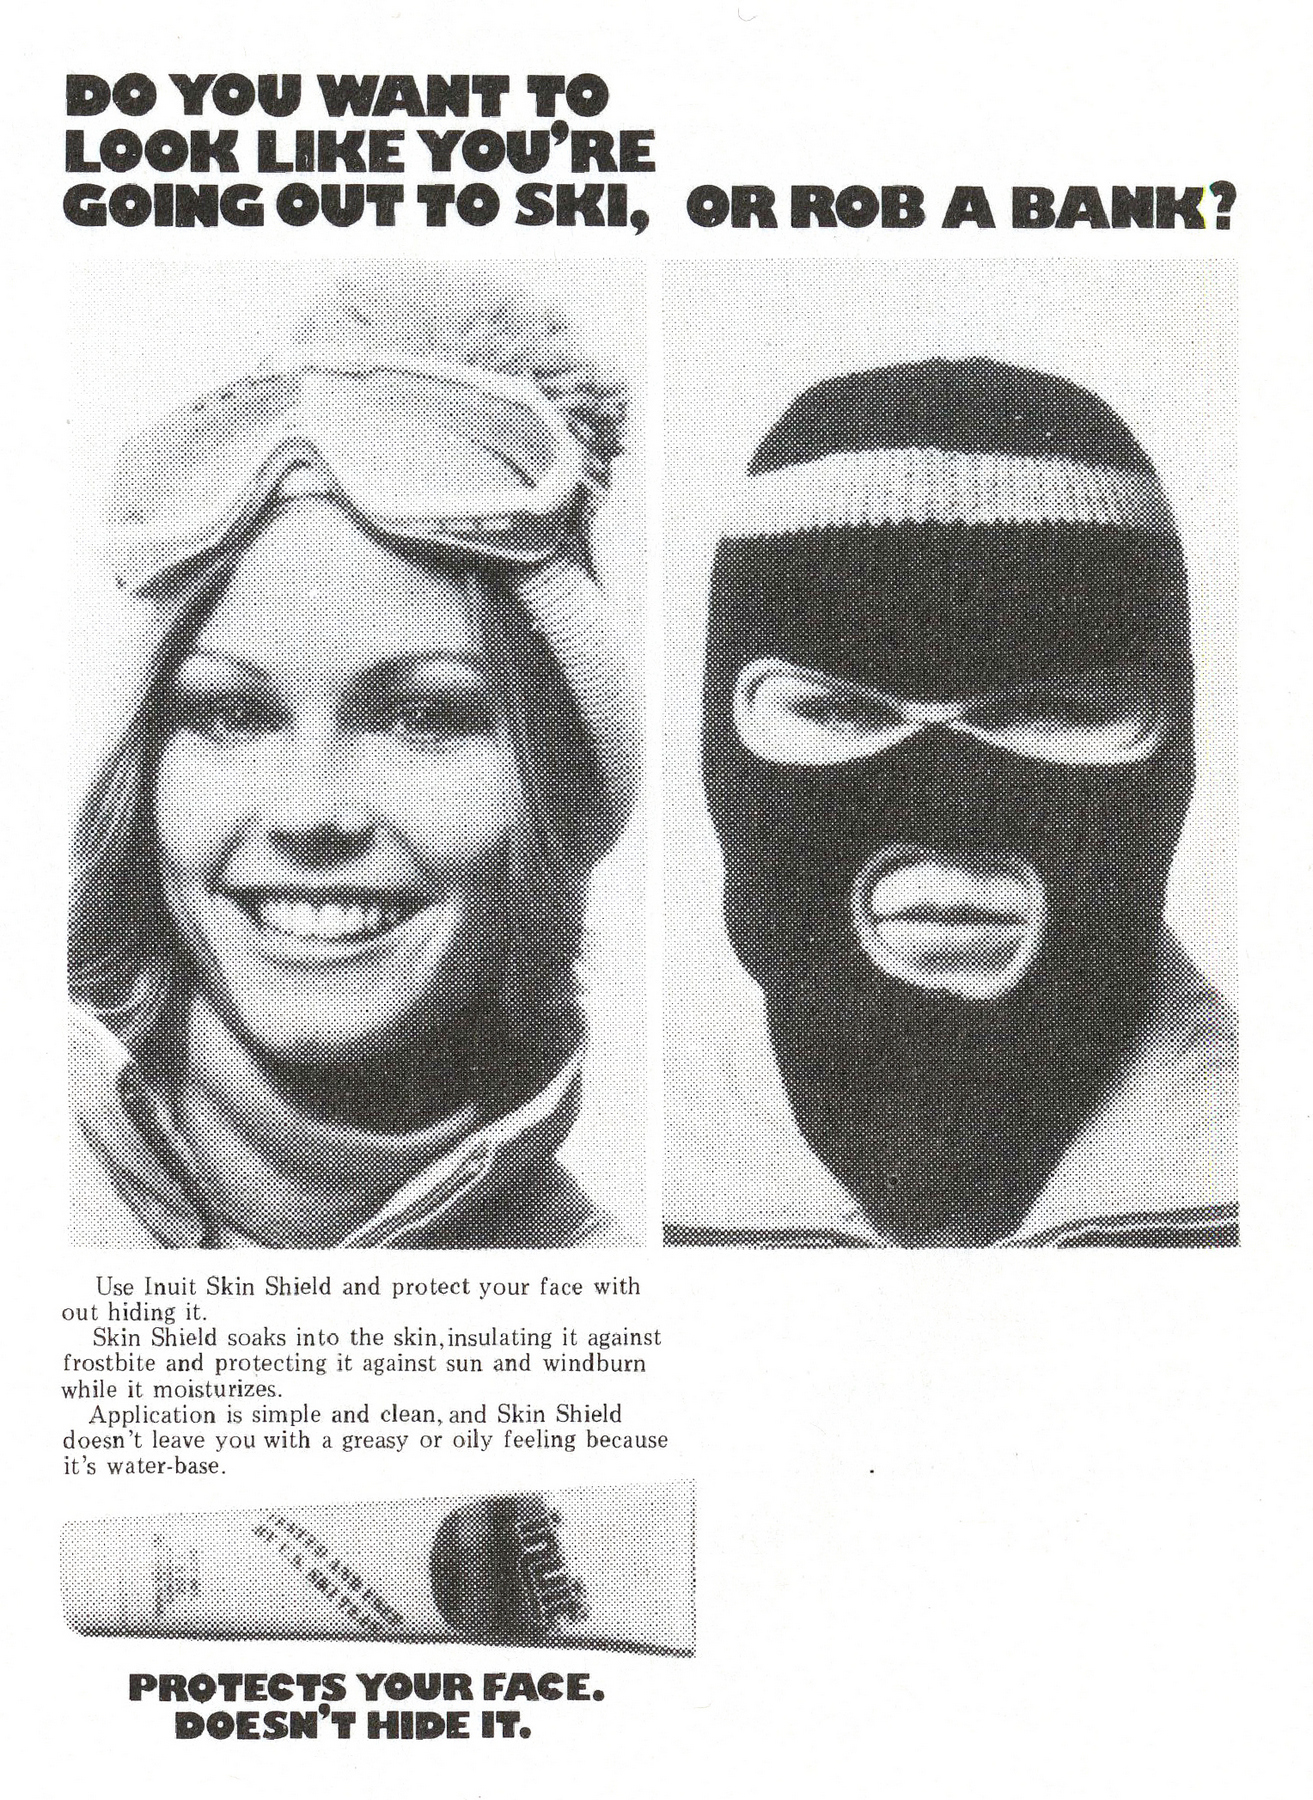 DO YOU WANT TO
LOOK LIKE YOU'RE
GOING OUT TO SKI, OR ROB A BANK?
Use Inuit Skin Shield and protect your face with
out hiding it.
Skin Shield soaks into the skin, insulating it against
frostbite and protecting it against sun and windburn
while it moisturizes.
Application is simple and clean, and Skin Shield
doesn't leave you with a greasy or oily feeling because
it's water-base.
inuit
PROTECTS YOUR FACE.
DOESN'T HIDE IT.